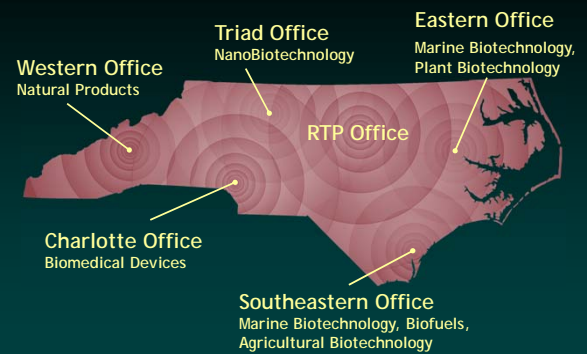 Eastern Office
Marine Biotechnology,
Plant Biotechnology
Triad Office
NanoBiotechnology
Western Office
Natural Products
RTP Office
Charlotte Office
Biomedical Devices
Southeastern Office
Marine Biotechnology, Biofuels,
Agricultural Biotechnology